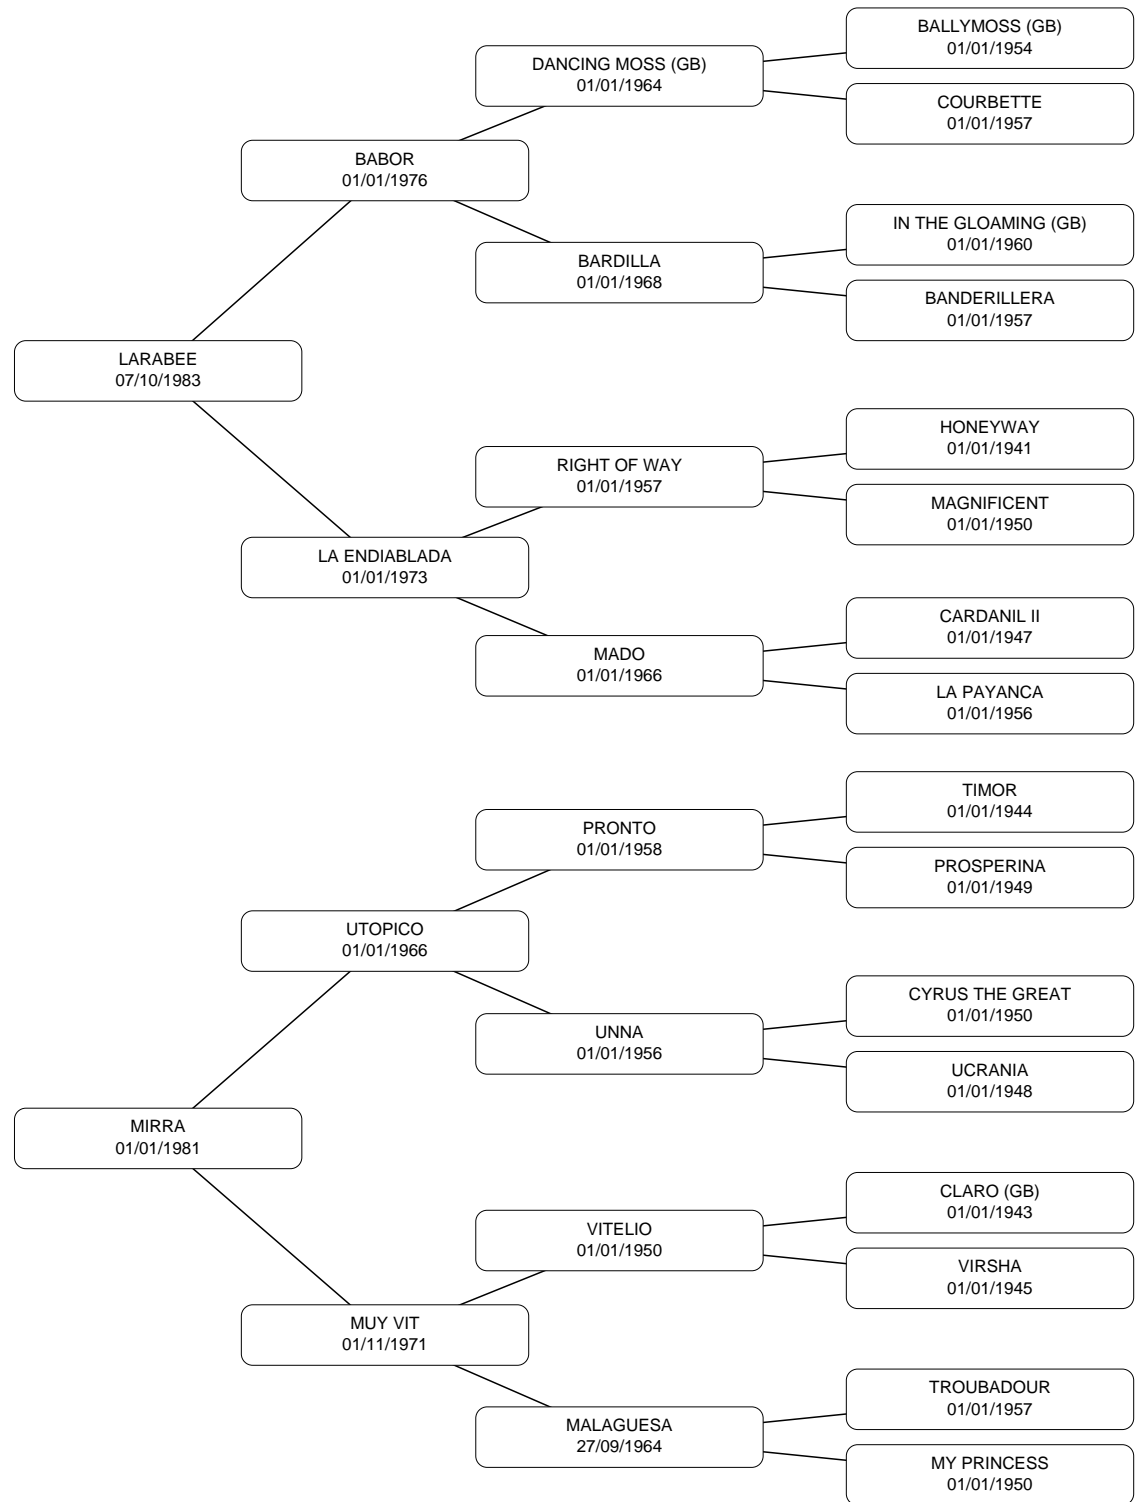 BALLYMOSS (GB)
01/01/1954
DANCING MOSS (GB)
01/01/1964
COURBETTE
01/01/1957
BABOR
01/01/1976
IN THE GLOAMING (GB)
01/01/1960
BARDILLA
01/01/1968
BANDERILLERA
01/01/1957
LARABEE
07/10/1983
HONEYWAY
01/01/1941
RIGHT OF WAY
01/01/1957
MAGNIFICENT
01/01/1950
LA ENDIABLADA
01/01/1973
CARDANIL II
01/01/1947
MADO
01/01/1966
LA PAYANCA
01/01/1956
TIMOR
01/01/1944
PRONTO
01/01/1958
PROSPERINA
01/01/1949
UTOPICO
01/01/1966
CYRUS THE GREAT
01/01/1950
UNNA
01/01/1956
UCRANIA
01/01/1948
MIRRA
01/01/1981
CLARO (GB)
01/01/1943
VITELIO
01/01/1950
VIRSHA
01/01/1945
MUY VIT
01/11/1971
TROUBADOUR
01/01/1957
MALAGUESA
27/09/1964
MY PRINCESS
01/01/1950